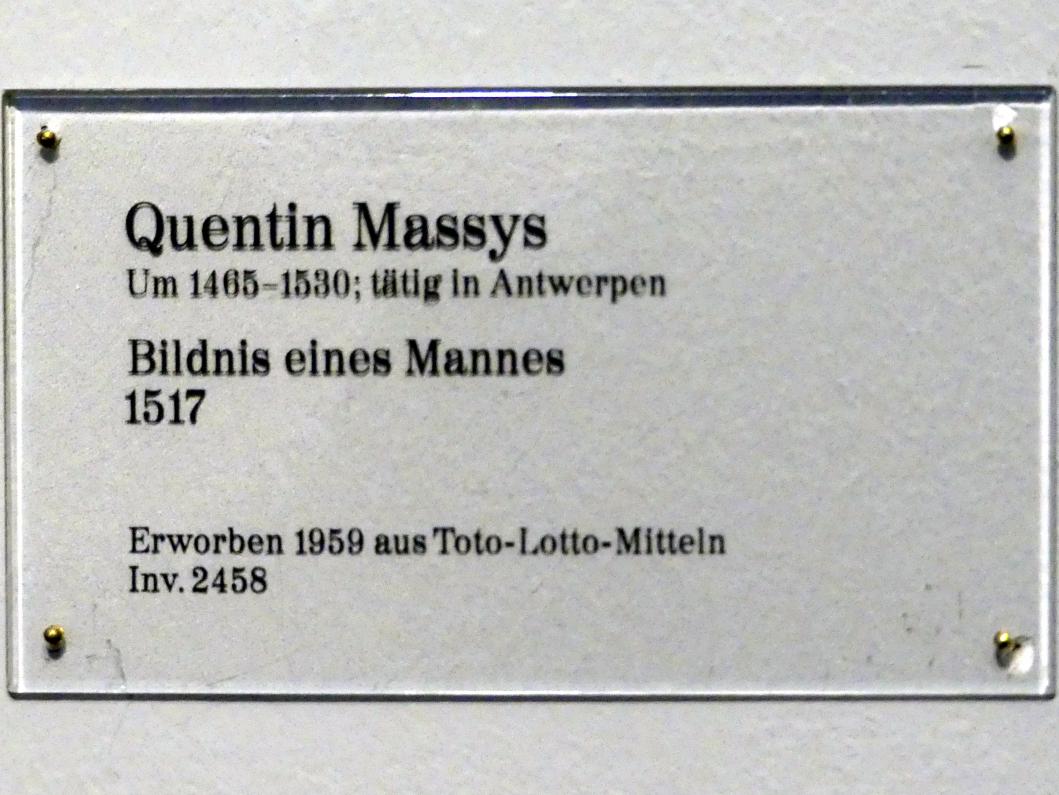 Quentin Massys
Um 1465–1530; tätig in Antwerpen
Bildnis eines Mannes
1517
Erworben 1959 aus Toto-Lotto-Mitteln
Inv. 2458